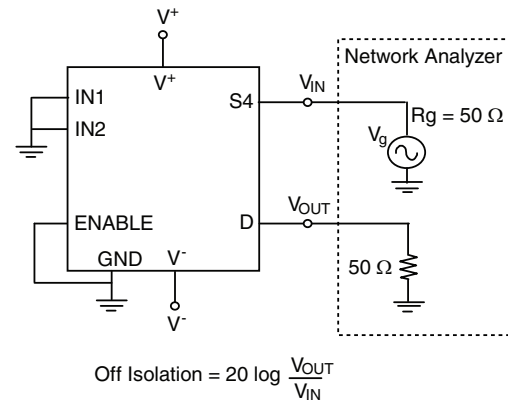 V+
Network Analyzer
V+
IN1
IN2
S4
VIN
Rg = 50 Ω
Vg
ENABLE
D
VOUT
GND
V-
50 Ω
V-
Off Isolation = 20 log VOUT
VIN